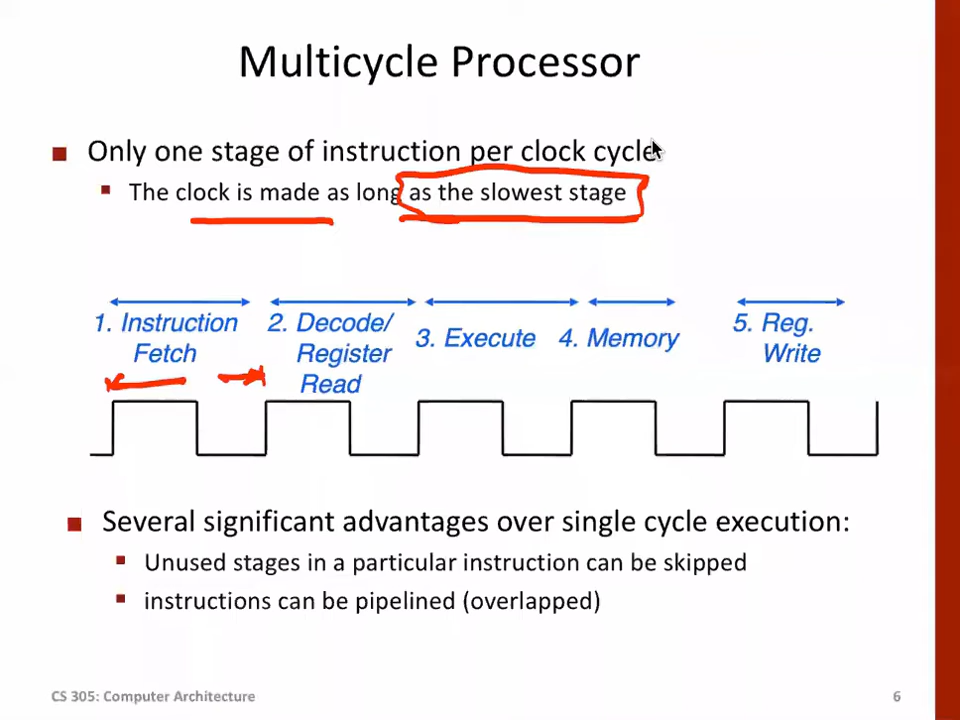 Multicycle Processor
Only one stage of instruction per clock cycle
The clock is made as long as the slowest stage
1. Instruction Fetch
2. Decode/ Register Read
3. Execute
4. Memory
5. Reg. Write
Several significant advantages over single cycle execution:
Unused stages in a particular instruction can be skipped
instructions can be pipelined (overlapped)
CS 305: Computer Architecture
6